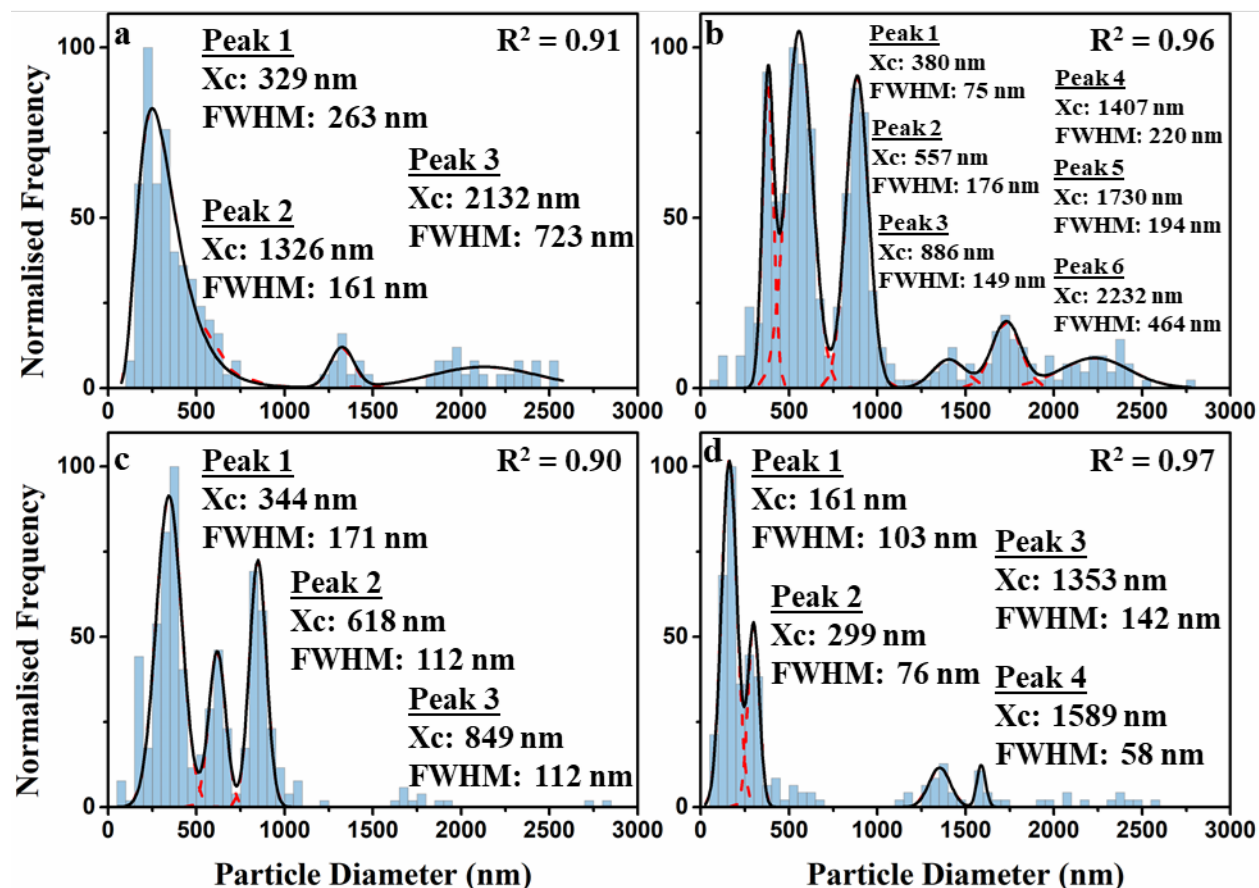 a
Peak 1
Xc: 329 nm
FWHM: 263 nm
R² = 0.91
Peak 2
Xc: 1326 nm
FWHM: 161 nm
Peak 3
Xc: 2132 nm
FWHM: 723 nm
Normalised Frequency
100
50
0
0 500 1000 1500 2000 2500 3000
b
Peak 1
Xc: 380 nm
FWHM: 75 nm
R² = 0.96
Peak 2
Xc: 557 nm
FWHM: 176 nm
Peak 3
Xc: 886 nm
FWHM: 149 nm
Peak 4
Xc: 1407 nm
FWHM: 220 nm
Peak 5
Xc: 1730 nm
FWHM: 194 nm
Peak 6
Xc: 2232 nm
FWHM: 464 nm
100
50
0
0 500 1000 1500 2000 2500 3000
c
Peak 1
Xc: 344 nm
FWHM: 171 nm
R² = 0.90
Peak 2
Xc: 618 nm
FWHM: 112 nm
Peak 3
Xc: 849 nm
FWHM: 112 nm
Normalised Frequency
100
50
0
0 500 1000 1500 2000 2500 3000
Particle Diameter (nm)
d
Peak 1
Xc: 161 nm
FWHM: 103 nm
R² = 0.97
Peak 2
Xc: 299 nm
FWHM: 76 nm
Peak 3
Xc: 1353 nm
FWHM: 142 nm
Peak 4
Xc: 1589 nm
FWHM: 58 nm
100
50
0
0 500 1000 1500 2000 2500 3000
Particle Diameter (nm)